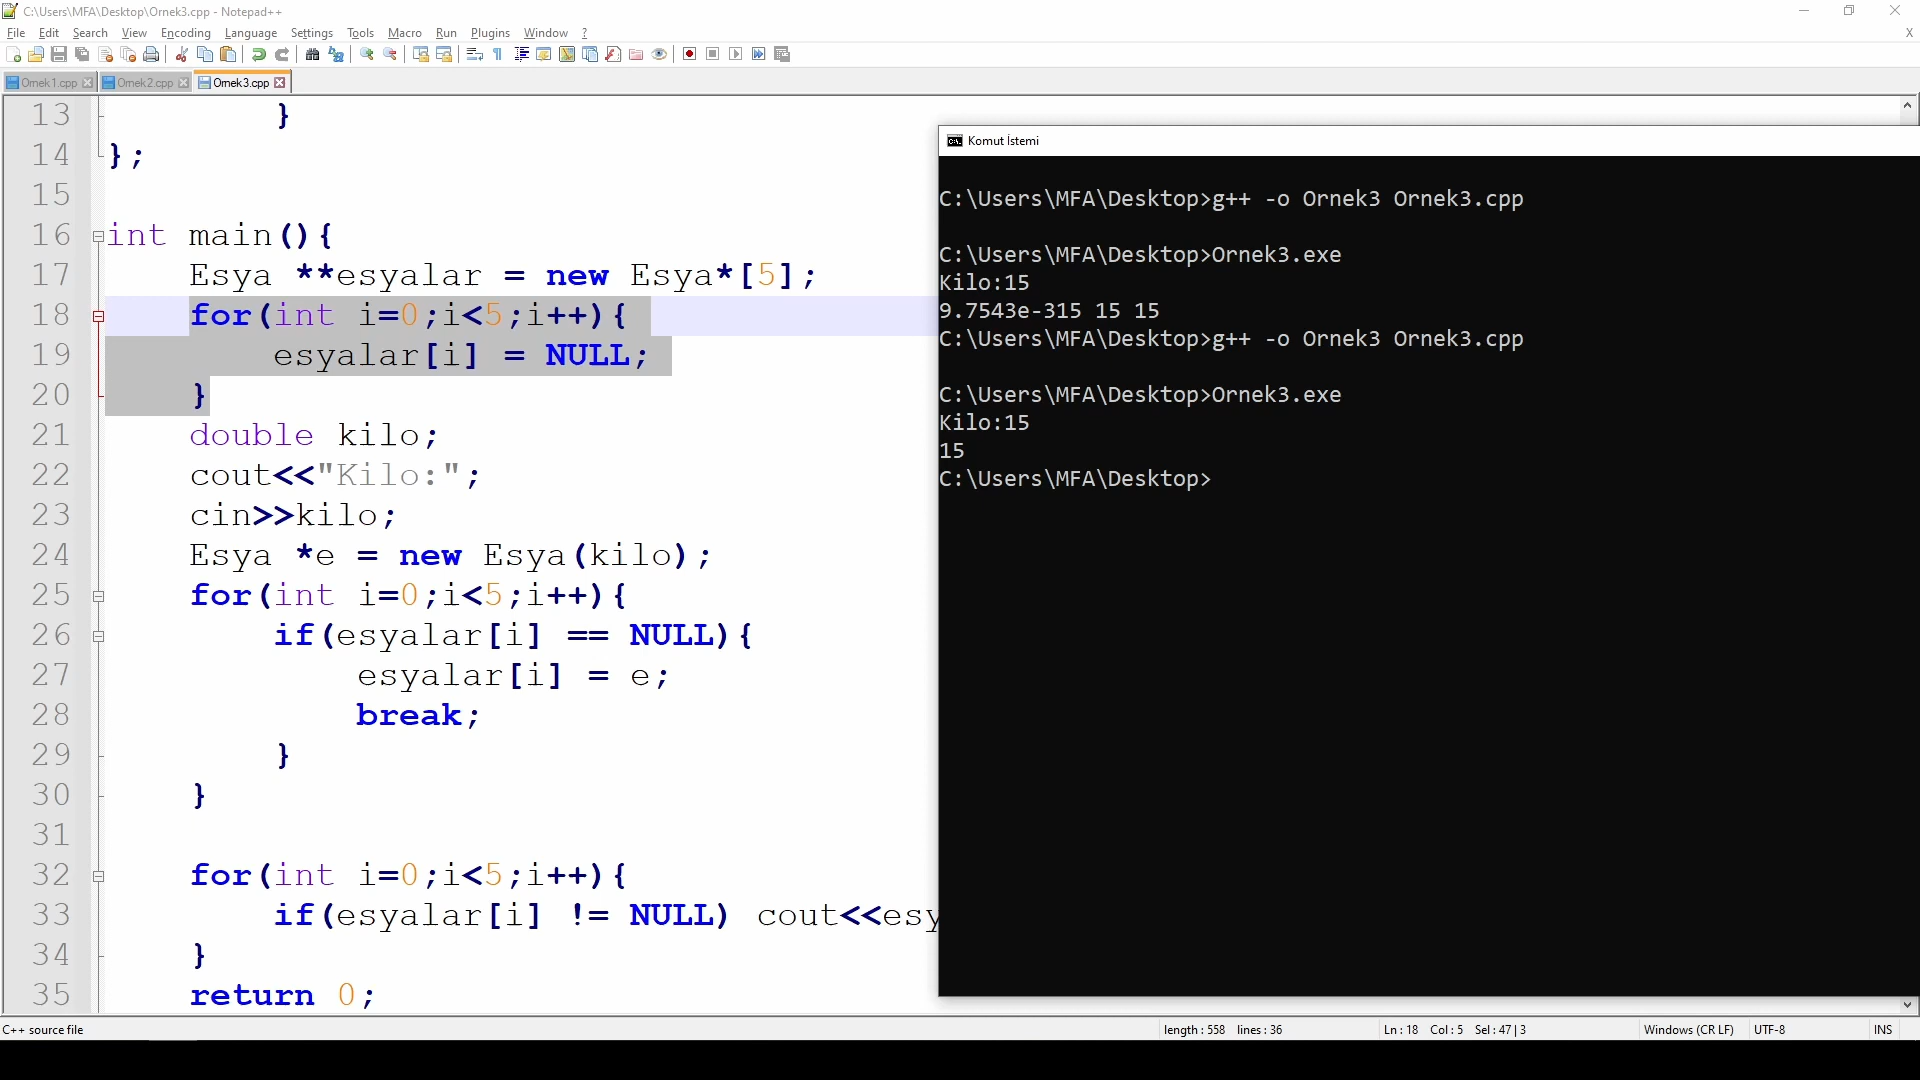 C:\Users\MFA\Desktop\Ornek3.cpp - Notepad++
File Edit Search View Encoding Language Settings Tools Macro Run Plugins Window ? X
Ornek1.cpp Ornek2.cpp Ornek3.cpp
13 }
14 };
15
16 int main(){
17 Esya **esyalar = new Esya*[5];
18 for(int i=0;i<5;i++){
19 esyalar[i] = NULL;
20 }
21 double kilo;
22 cout<<"Kilo:";
23 cin>>kilo;
24 Esya *e = new Esya(kilo);
25 for(int i=0;i<5;i++){
26 if(esyalar[i] == NULL){
27 esyalar[i] = e;
28 break;
29 }
30 }
31
32 for(int i=0;i<5;i++){
33 if(esyalar[i] != NULL) cout<<esy
34 }
35 return 0;
Komut İstemi
C:\Users\MFA\Desktop>g++ -o Ornek3 Ornek3.cpp
C:\Users\MFA\Desktop>Ornek3.exe
Kilo:15
9.7543e-315 15 15
C:\Users\MFA\Desktop>g++ -o Ornek3 Ornek3.cpp
C:\Users\MFA\Desktop>Ornek3.exe
Kilo:15
15
C:\Users\MFA\Desktop>
C++ source file length : 558 lines : 36 Ln : 18 Col : 5 Sel : 47 | 3 Windows (CR LF) UTF-8 INS